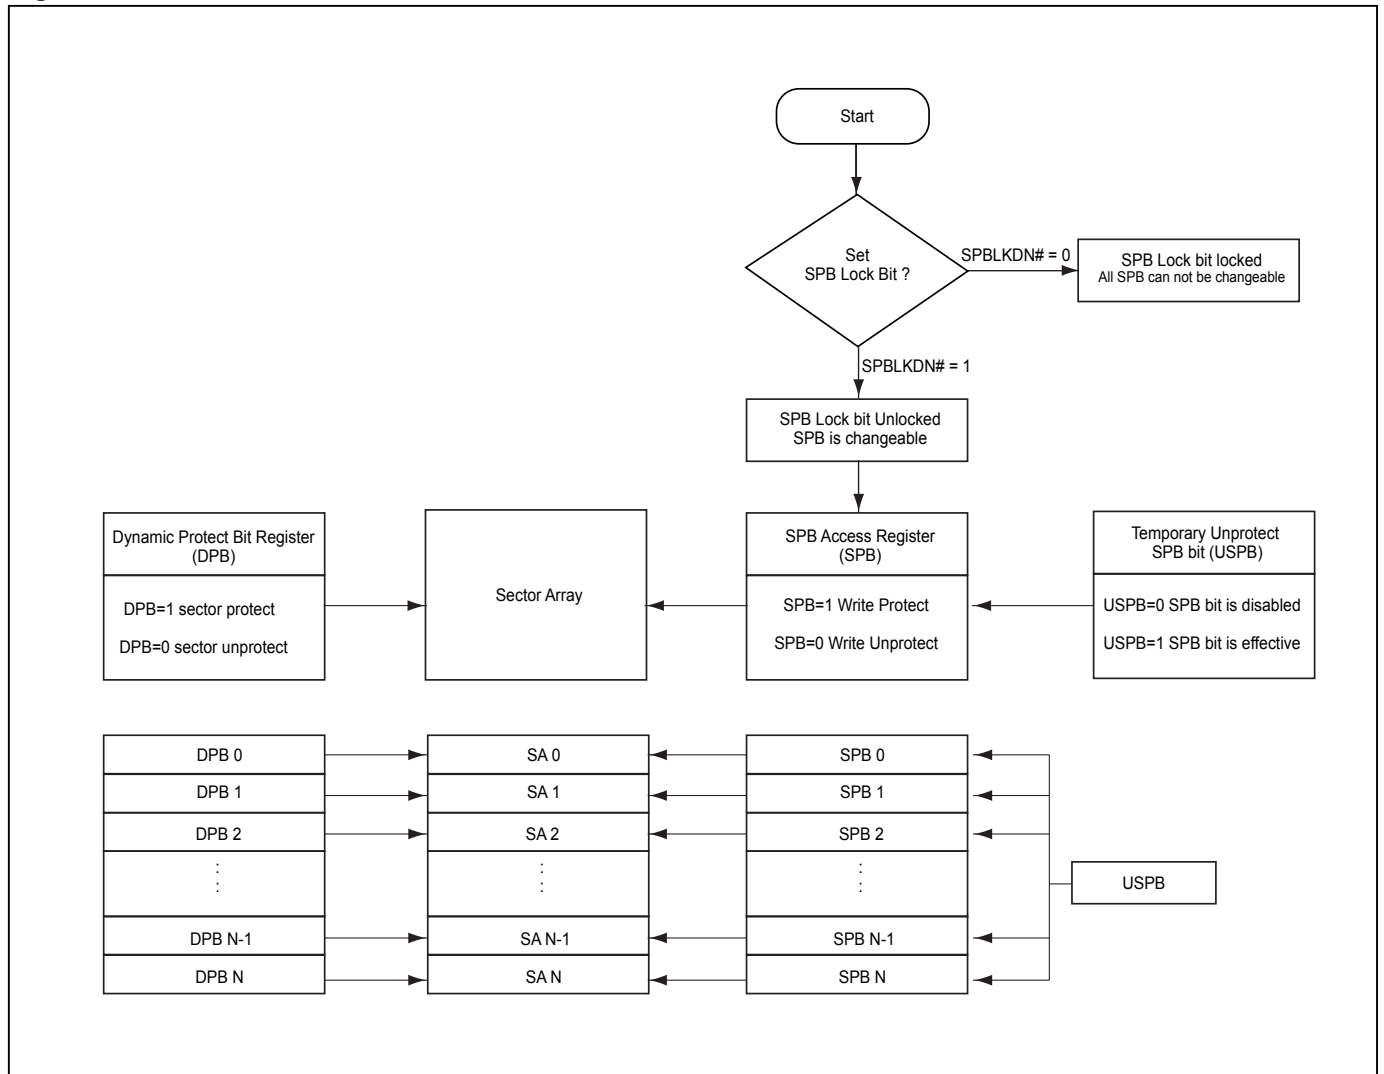 Start
Set
SPB Lock Bit ?
SPBLKDN# = 0
SPB Lock bit locked
All SPB can not be changeable
SPBLKDN# = 1
SPB Lock bit Unlocked
SPB is changeable
Dynamic Protect Bit Register
(DPB)
DPB=1 sector protect
DPB=0 sector unprotect
Sector Array
SPB Access Register
(SPB)
SPB=1 Write Protect
SPB=0 Write Unprotect
Temporary Unprotect
SPB bit (USPB)
USPB=0 SPB bit is disabled
USPB=1 SPB bit is effective
DPB 0
SA 0
SPB 0
DPB 1
SA 1
SPB 1
DPB 2
SA 2
SPB 2
USPB
DPB N-1
SA N-1
SPB N-1
DPB N
SA N
SPB N